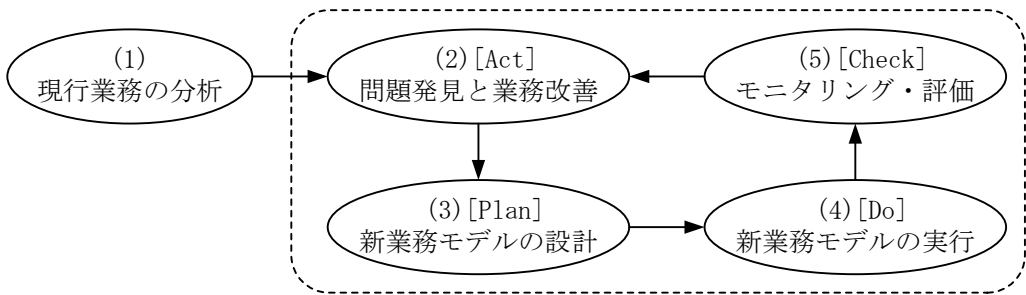 (1)
現行業務の分析
(2)[Act]
問題発見と業務改善
(5)[Check]
モニタリング・評価
(3)[Plan]
新業務モデルの設計
(4)[Do]
新業務モデルの実行